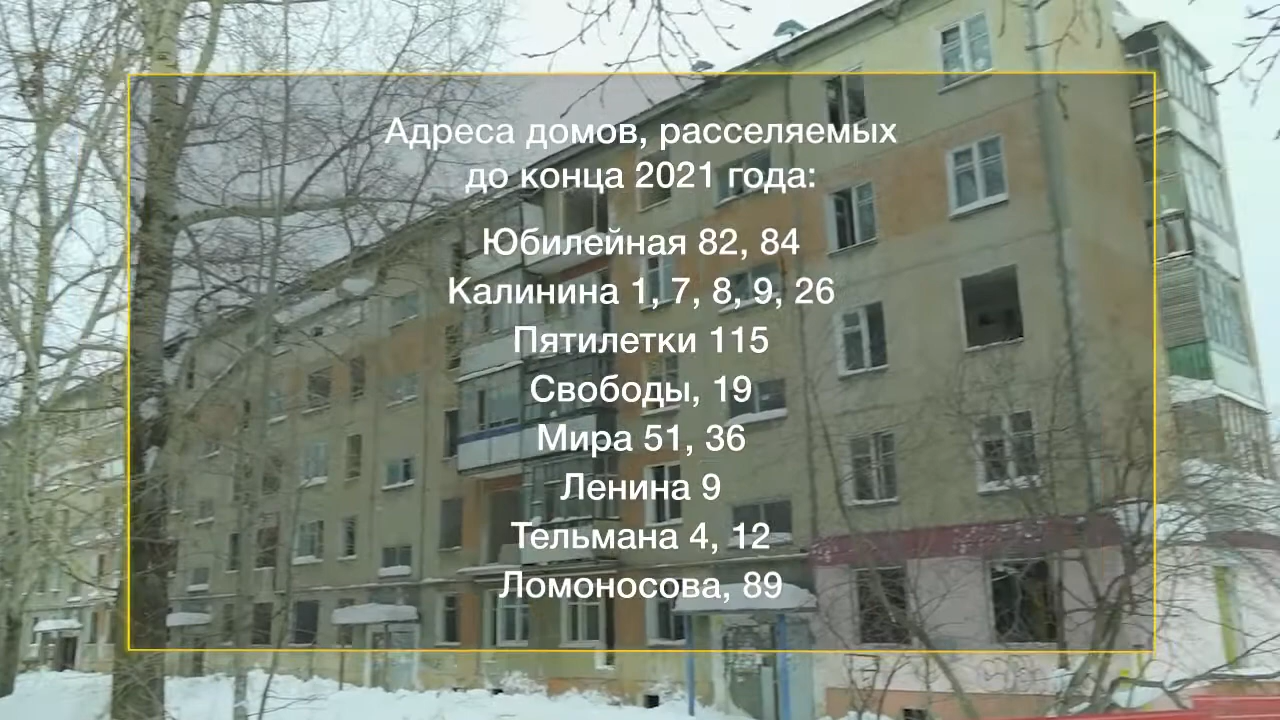 Адреса домов, расселяемых
до конца 2021 года:
Юбилейная 82, 84
Калинина 1, 7, 8, 9, 26
Пятилетки 115
Свободы, 19
Мира 51, 36
Ленина 9
Тельмана 4, 12
Ломоносова, 89